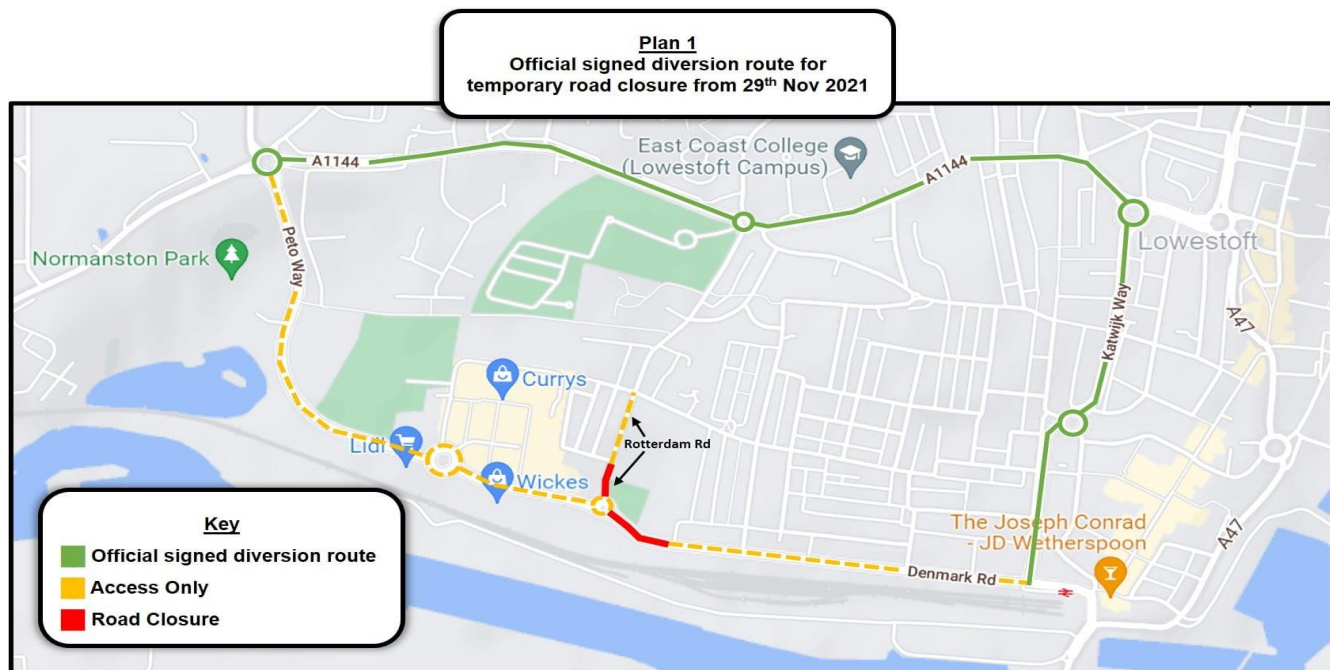 Plan 1
Official signed diversion route for
temporary road closure from 29th Nov 2021
A1144
East Coast College
(Lowestoft Campus)
A1144
Normanston Park
Peto Way
Lowestoft
Katwijk Way
A47
Currys
Lidl
Rotterdam Rd
Wickes
The Joseph Conrad
- JD Wetherspoon
A47
Denmark Rd
Key
Official signed diversion route
Access Only
Road Closure